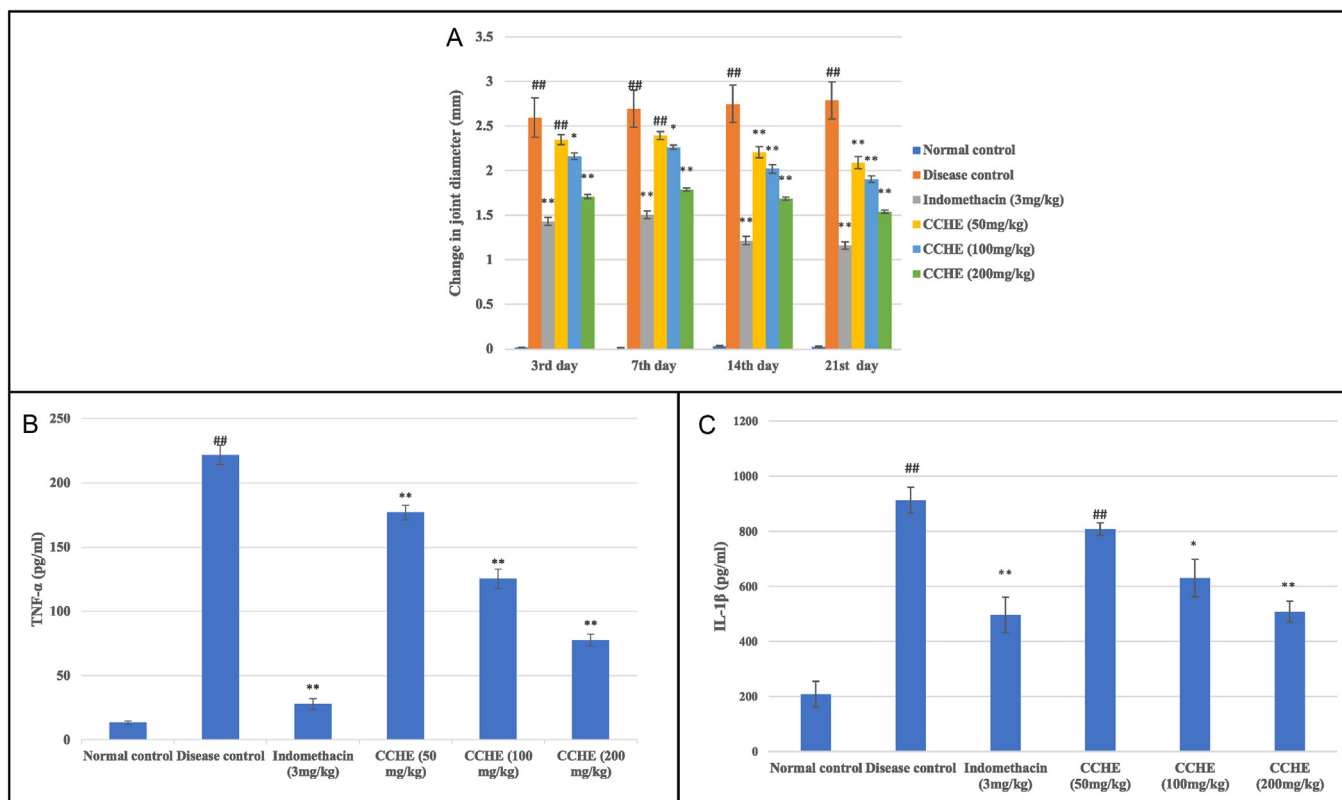 A
3.5
3
2.5
2
1.5
1
0.5
0
Change in joint diameter (mm)
## ## ## ##
## * ## * ** ** ** **
** ** ** ** ** ** ** **
3rd day 7th day 14th day 21st day
Normal control
Disease control
Indomethacin (3mg/kg)
CCHE (50mg/kg)
CCHE (100mg/kg)
CCHE (200mg/kg)
B
250
200
150
100
50
0
TNF-α (pg/ml)
##
**
**
**
**
Normal control Disease control Indomethacin CCHE (50 CCHE (100 CCHE (200
(3mg/kg) mg/kg) mg/kg) mg/kg)
C
1200
1000
800
600
400
200
0
IL-1β (pg/ml)
##
**
##
*
**
Normal control Disease control Indomethacin CCHE CCHE CCHE
(3mg/kg) (50mg/kg) (100mg/kg) (200mg/kg)